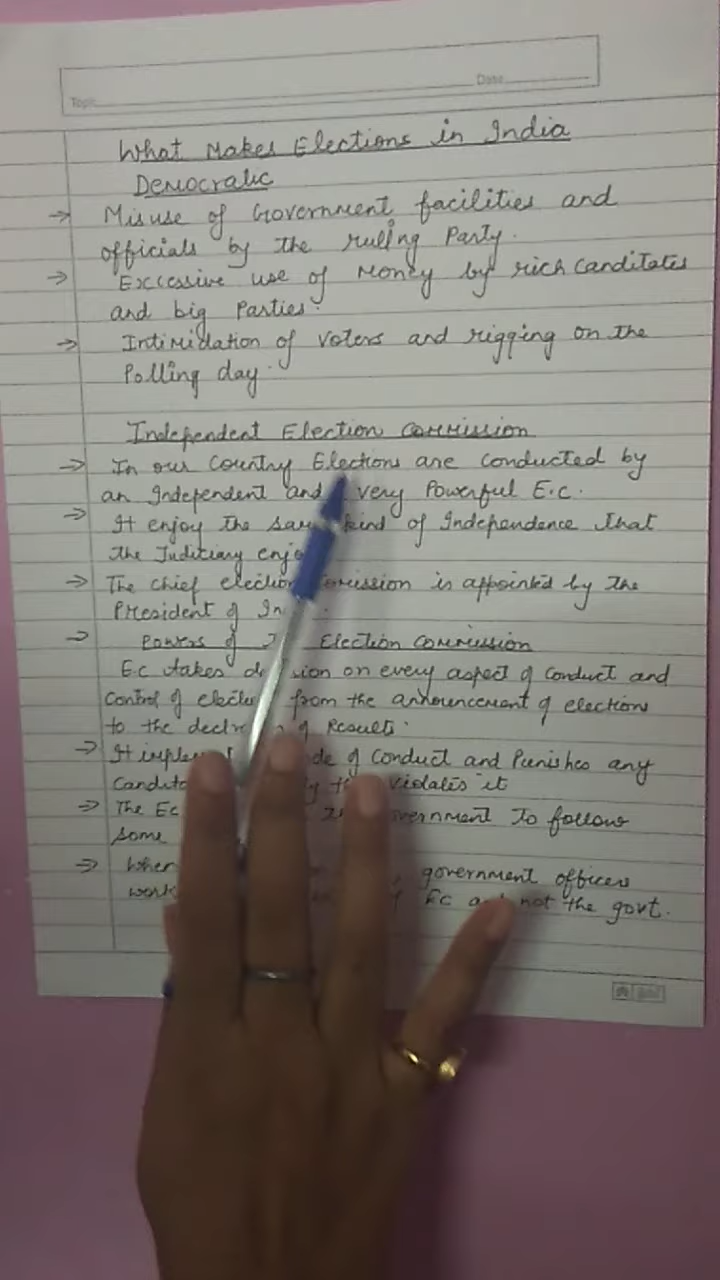 Topic Date
What Makes Elections in India
Democratic
→ Misuse of Government facilities and
officials by the ruling Party.
→ Excessive use of Money by rich Canditates
and big Parties.
→ Intimidation of Voters and rigging on the
Polling day.
Independent Election Commission
→ In our Country Elections are conducted by
an Independent and very Powerful E.C.
→ It enjoy the kind of Independence that
the Judiciary
→ The Chief election is appointed by the
President of
→ Powers of Election Commission
E.C takes on every aspect of conduct and
Control of from the announcement of elections
to the of Results.
→ It of Conduct and Punishes any
violates it
→ The EC to follow
some
→ When government officers
work EC and not the govt.